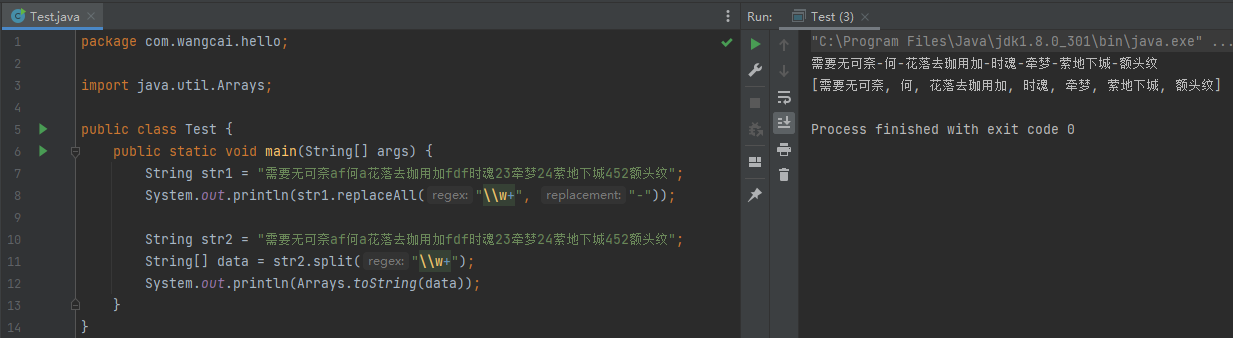 Test.java
package com.wangcai.hello;
import java.util.Arrays;
public class Test {
public static void main(String[] args) {
String str1 = "需要无可奈af何a花落去珈用加fdf时魂23牵梦24萦地下城452额头纹";
System.out.println(str1.replaceAll( regex: "\\w+", replacement: "-"));
String str2 = "需要无可奈af何a花落去珈用加fdf时魂23牵梦24萦地下城452额头纹";
String[] data = str2.split( regex: "\\w+");
System.out.println(Arrays.toString(data));
}
}
1
2
3
4
5
6
7
8
9
10
11
12
13
14
Run: Test (3)
"C:\Program Files\Java\jdk1.8.0_301\bin\java.exe" ...
需要无可奈-何-花落去珈用加-时魂-牵梦-萦地下城-额头纹
[需要无可奈, 何, 花落去珈用加, 时魂, 牵梦, 萦地下城, 额头纹]
Process finished with exit code 0